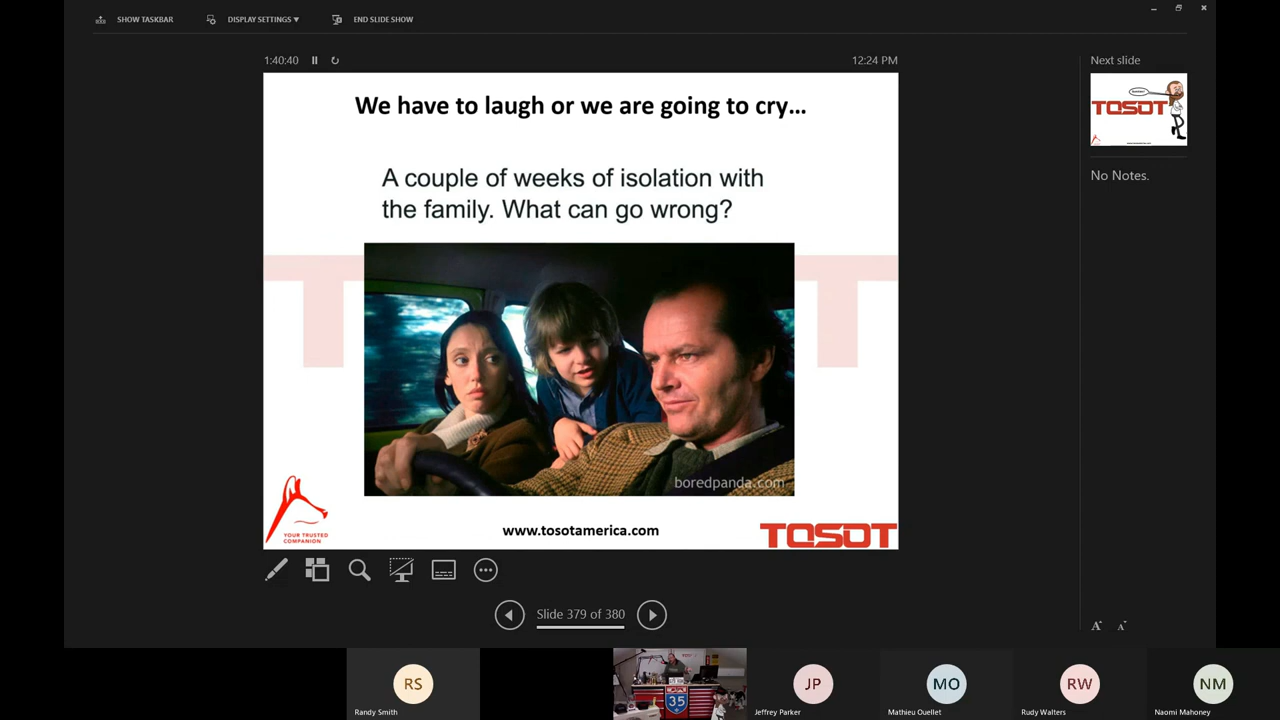 SHOW TASKBAR
DISPLAY SETTINGS ▼
END SLIDE SHOW
1:40:40
12:24 PM
Next slide
We have to laugh or we are going to cry...
A couple of weeks of isolation with
the family. What can go wrong?
boredpanda.com
YOUR TRUSTED
COMPANION
www.tosotamerica.com
TOSOT
TOSOT
No Notes.
Slide 379 of 380
A
A
RS
Randy Smith
35
JP
Jeffrey Parker
MO
Mathieu Ouellet
RW
Rudy Walters
NM
Naomi Mahoney